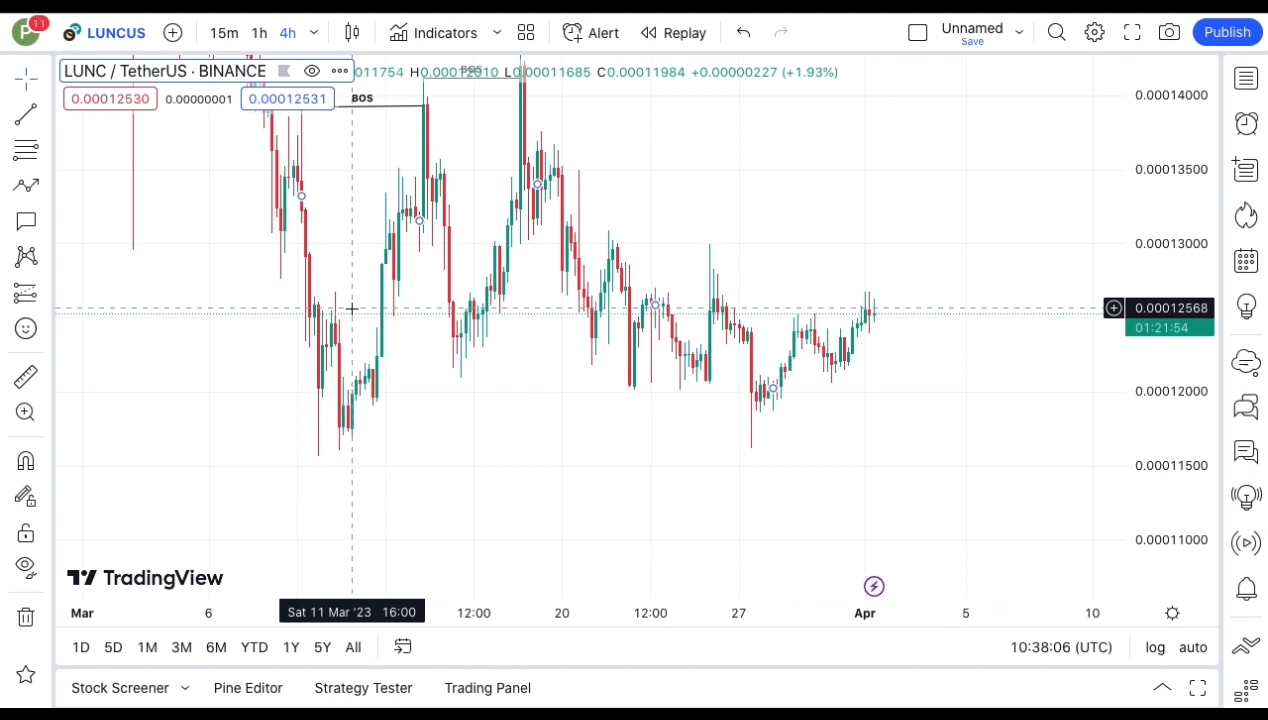 P 11 LUNCUS 15m 1h 4h Indicators Alert Replay Unnamed Save Publish
LUNC / TetherUS · BINANCE 011754 H0.00012010 L0.00011685 C0.00011984 +0.00000227 (+1.93%)
BOS
0.00012530 0.00000001 0.00012531 BOS
0.00014000
0.00013500
0.00013000
0.00012568
01:21:54
0.00012000
0.00011500
0.00011000
TradingView
Mar 6 Sat 11 Mar '23 16:00 12:00 20 12:00 27 Apr 5 10
1D 5D 1M 3M 6M YTD 1Y 5Y All 10:38:06 (UTC) log auto
Stock Screener Pine Editor Strategy Tester Trading Panel